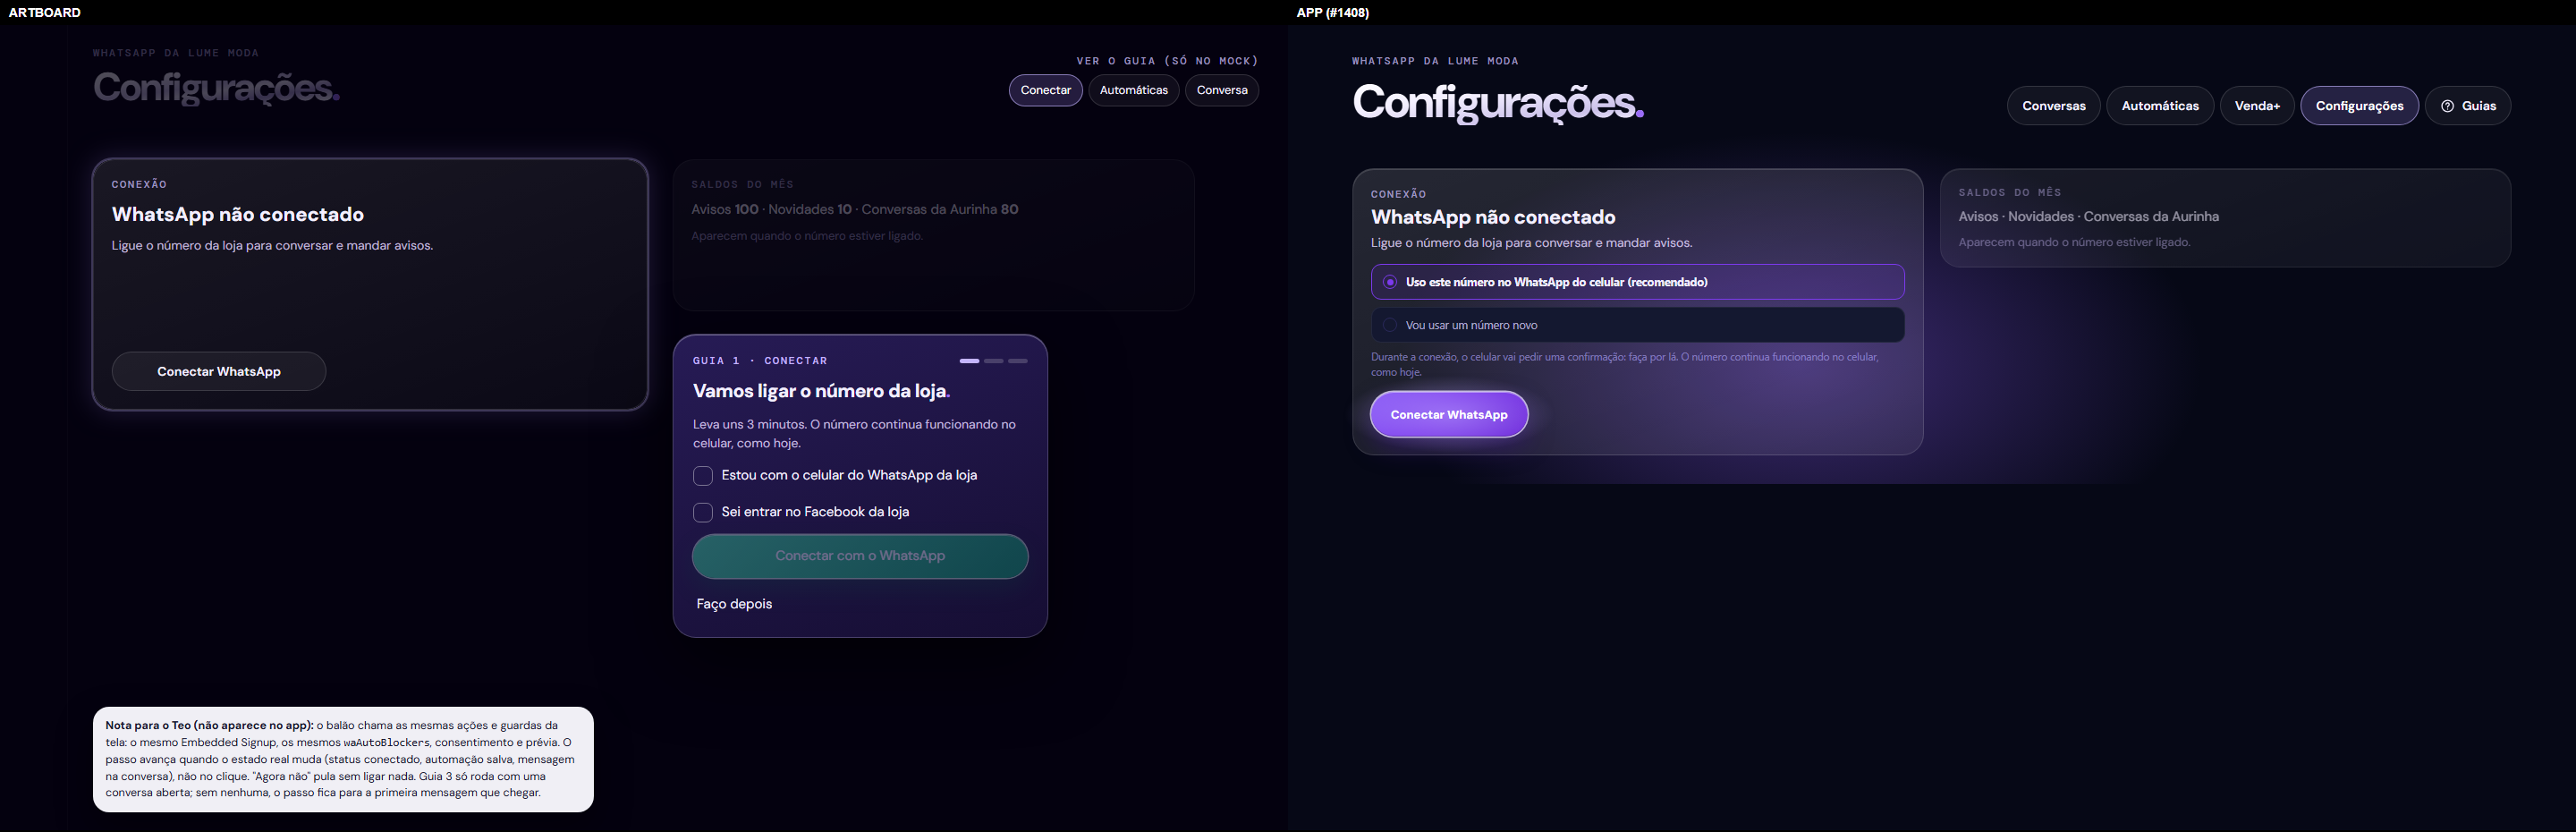 ARTBOARD
WHATSAPP DA LUME MODA
Configurações.
VER O GUIA (SÓ NO MOCK)
Conectar
Automáticas
Conversa
CONEXÃO
WhatsApp não conectado
Ligue o número da loja para conversar e mandar avisos.
Conectar WhatsApp
SALDOS DO MÊS
Avisos 100 · Novidades 10 · Conversas da Aurinha 80
Aparecem quando o número estiver ligado.
GUIA 1 · CONECTAR
Vamos ligar o número da loja.
Leva uns 3 minutos. O número continua funcionando no
celular, como hoje.
Estou com o celular do WhatsApp da loja
Sei entrar no Facebook da loja
Conectar com o WhatsApp
Faço depois
Nota para o Teo (não aparece no app): o balão chama as mesmas ações e guardas da
tela: o mesmo Embedded Signup, os mesmos waAutoBlockers, consentimento e prévia. O
passo avança quando o estado real muda (status conectado, automação salva, mensagem
na conversa), não no clique. "Agora não" pula sem ligar nada. Guia 3 só roda com uma
conversa aberta; sem nenhuma, o passo fica para a primeira mensagem que chegar.
APP (#1408)
WHATSAPP DA LUME MODA
Configurações.
Conversas
Automáticas
Venda+
Configurações
Guias
CONEXÃO
WhatsApp não conectado
Ligue o número da loja para conversar e mandar avisos.
Uso este número no WhatsApp do celular (recomendado)
Vou usar um número novo
Durante a conexão, o celular vai pedir uma confirmação: faça por lá. O número continua funcionando no celular,
como hoje.
Conectar WhatsApp
SALDOS DO MÊS
Avisos · Novidades · Conversas da Aurinha
Aparecem quando o número estiver ligado.